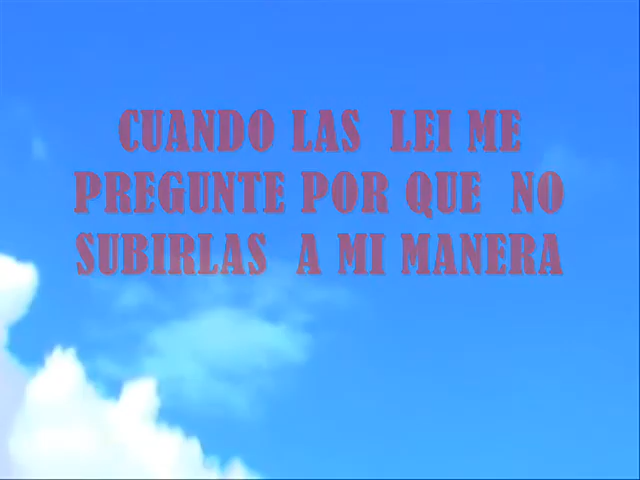 CUANDO LAS LEI ME
PREGUNTE POR QUE NO
SUBIRLAS A MI MANERA